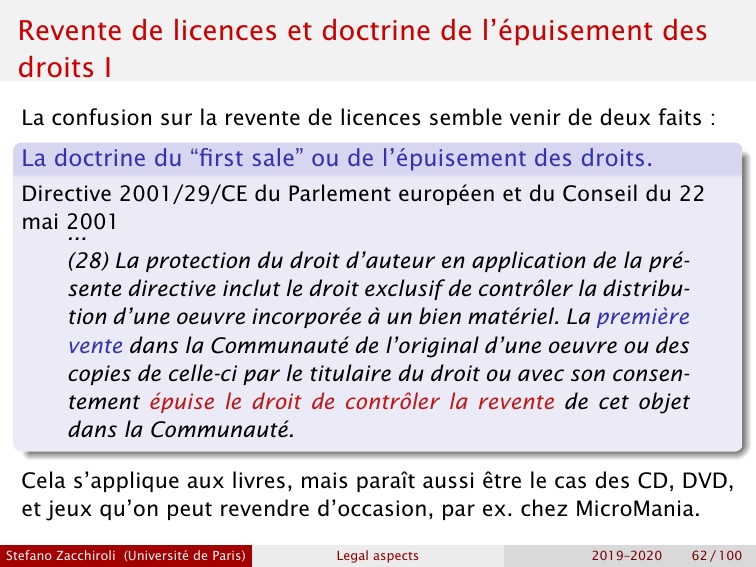 Revente de licences et doctrine de l’épuisement des
droits I
La confusion sur la revente de licences semble venir de deux faits :
La doctrine du “first sale” ou de l’épuisement des droits.
Directive 2001/29/CE du Parlement européen et du Conseil du 22
mai 2001
...
(28) La protection du droit d’auteur en application de la pré-
sente directive inclut le droit exclusif de contrôler la distribu-
tion d’une oeuvre incorporée à un bien matériel. La première
vente dans la Communauté de l’original d’une oeuvre ou des
copies de celle-ci par le titulaire du droit ou avec son consen-
tement épuise le droit de contrôler la revente de cet objet
dans la Communauté.
Cela s’applique aux livres, mais paraît aussi être le cas des CD, DVD,
et jeux qu’on peut revendre d’occasion, par ex. chez MicroMania.
Stefano Zacchiroli (Université de Paris) Legal aspects 2019–2020 62 / 100